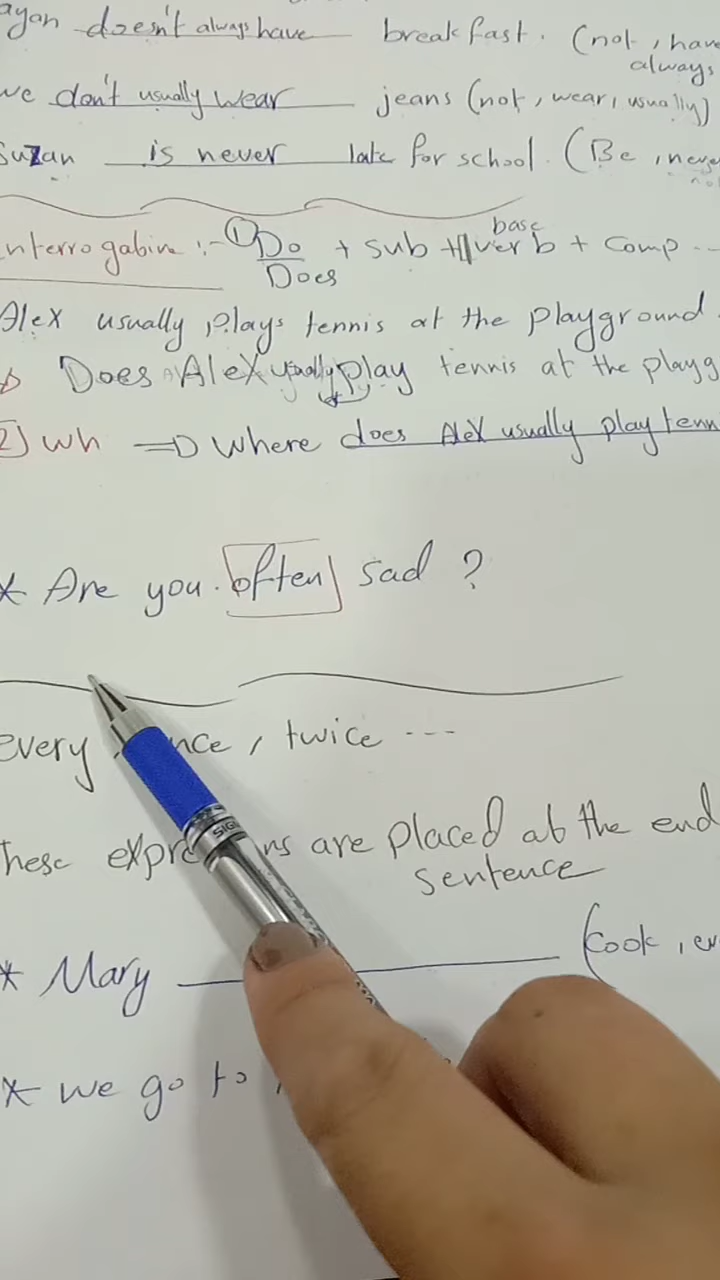 ayan doesn't always have breakfast. (not, have
always
we don't usually wear jeans (not, wear, usually)
Suzan is never late for school. (Be, never
nterrogabive :- ① Do + sub + verb + comp ---
base
Does
Alex usually plays tennis at the playground.
Does Alex usually play tennis at the playg
2) wh => where does Alex usually play tenn
* Are you often sad ?
every, twice ---
these are placed at the end
sentence
* Mary (cook, ev
* we go to